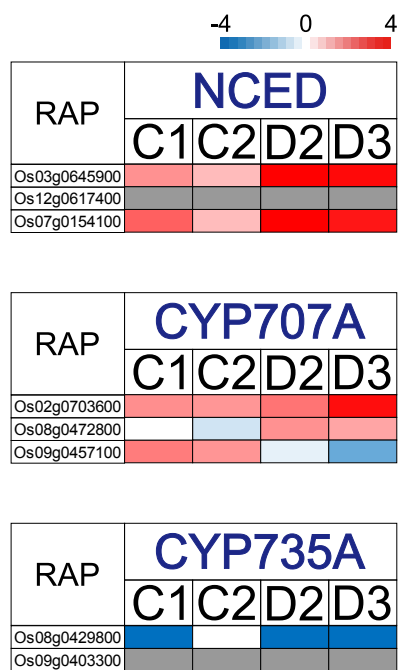 -4 0 4
RAP NCED
C1 C2 D2 D3
Os03g0645900
Os12g0617400
Os07g0154100
RAP CYP707A
C1 C2 D2 D3
Os02g0703600
Os08g0472800
Os09g0457100
RAP CYP735A
C1 C2 D2 D3
Os08g0429800
Os09g0403300